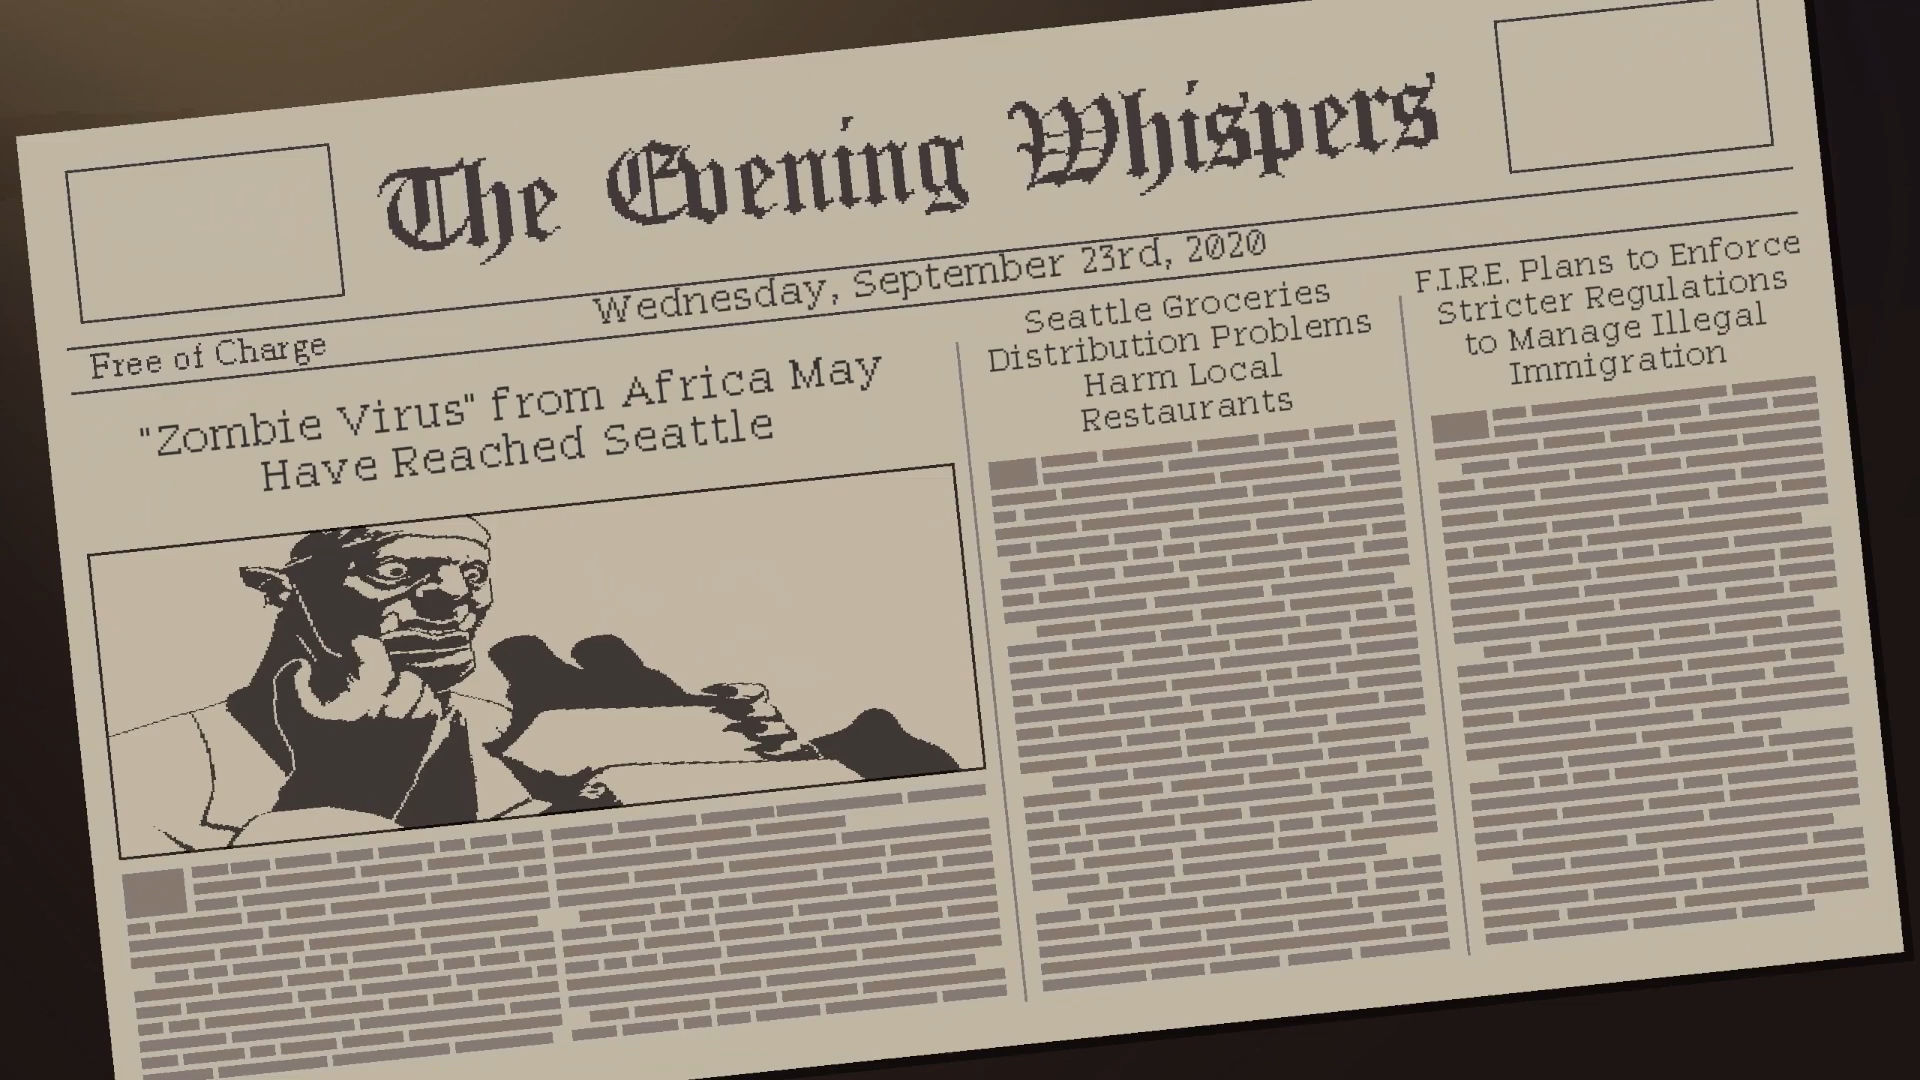 The Evening Whispers
Wednesday, September 23rd, 2020
Free of Charge
"Zombie Virus" from Africa May
Have Reached Seattle
Seattle Groceries
Distribution Problems
Harm Local
Restaurants
F.I.R.E. Plans to Enforce
Stricter Regulations
to Manage Illegal
Immigration